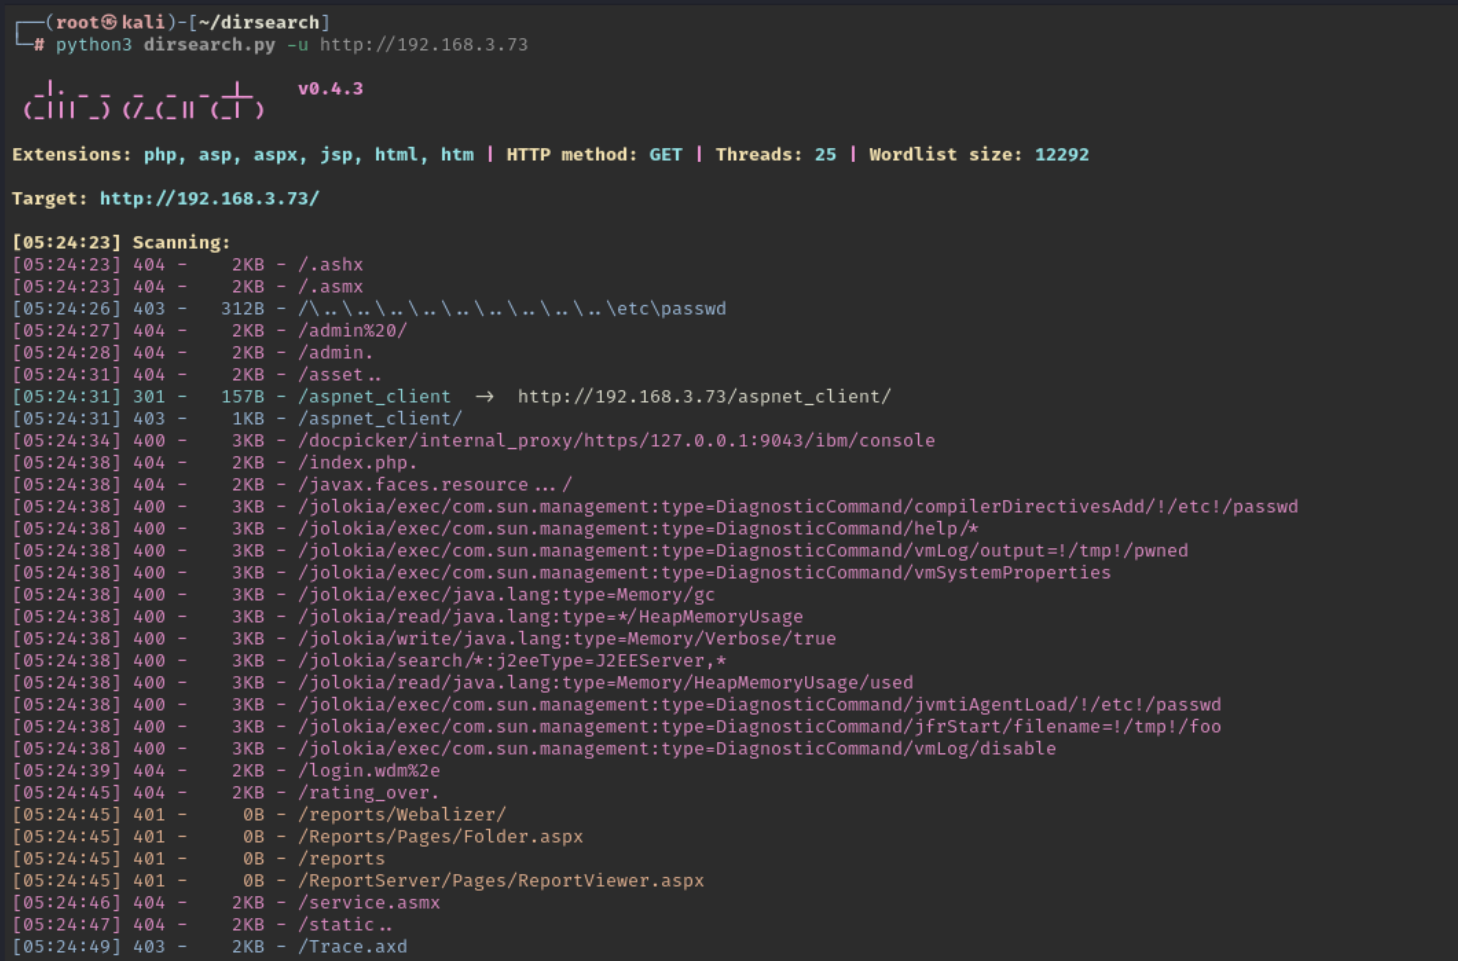 ┌──(root㉿kali)-[~/dirsearch]
└─# python3 dirsearch.py -u http://192.168.3.73
  _|. _ _  _  _  _ _|_    v0.4.3
 (_||| _) (/_(_|| (_| )
Extensions: php, asp, aspx, jsp, html, htm | HTTP method: GET | Threads: 25 | Wordlist size: 12292
Target: http://192.168.3.73/
[05:24:23] Scanning:
[05:24:23] 404 -    2KB - /.ashx
[05:24:23] 404 -    2KB - /.asmx
[05:24:26] 403 -   312B - /\..\..\..\..\..\..\..\..\..\etc\passwd
[05:24:27] 404 -    2KB - /admin%20/
[05:24:28] 404 -    2KB - /admin.
[05:24:31] 404 -    2KB - /asset..
[05:24:31] 301 -   157B - /aspnet_client  ->  http://192.168.3.73/aspnet_client/
[05:24:31] 403 -    1KB - /aspnet_client/
[05:24:34] 400 -    3KB - /docpicker/internal_proxy/https/127.0.0.1:9043/ibm/console
[05:24:38] 404 -    2KB - /index.php.
[05:24:38] 404 -    2KB - /javax.faces.resource.../
[05:24:38] 400 -    3KB - /jolokia/exec/com.sun.management:type=DiagnosticCommand/compilerDirectivesAdd/!/etc!/passwd
[05:24:38] 400 -    3KB - /jolokia/exec/com.sun.management:type=DiagnosticCommand/help/*
[05:24:38] 400 -    3KB - /jolokia/exec/com.sun.management:type=DiagnosticCommand/vmLog/output=!/tmp!/pwned
[05:24:38] 400 -    3KB - /jolokia/exec/com.sun.management:type=DiagnosticCommand/vmSystemProperties
[05:24:38] 400 -    3KB - /jolokia/exec/java.lang:type=Memory/gc
[05:24:38] 400 -    3KB - /jolokia/read/java.lang:type=*/HeapMemoryUsage
[05:24:38] 400 -    3KB - /jolokia/write/java.lang:type=Memory/Verbose/true
[05:24:38] 400 -    3KB - /jolokia/search/*:j2eeType=J2EEServer,*
[05:24:38] 400 -    3KB - /jolokia/read/java.lang:type=Memory/HeapMemoryUsage/used
[05:24:38] 400 -    3KB - /jolokia/exec/com.sun.management:type=DiagnosticCommand/jvmtiAgentLoad/!/etc!/passwd
[05:24:38] 400 -    3KB - /jolokia/exec/com.sun.management:type=DiagnosticCommand/jfrStart/filename=!/tmp!/foo
[05:24:38] 400 -    3KB - /jolokia/exec/com.sun.management:type=DiagnosticCommand/vmLog/disable
[05:24:39] 404 -    2KB - /login.wdm%2e
[05:24:45] 404 -    2KB - /rating_over.
[05:24:45] 401 -     0B - /reports/Webalizer/
[05:24:45] 401 -     0B - /Reports/Pages/Folder.aspx
[05:24:45] 401 -     0B - /reports
[05:24:45] 401 -     0B - /ReportServer/Pages/ReportViewer.aspx
[05:24:46] 404 -    2KB - /service.asmx
[05:24:47] 404 -    2KB - /static..
[05:24:49] 403 -    2KB - /Trace.axd